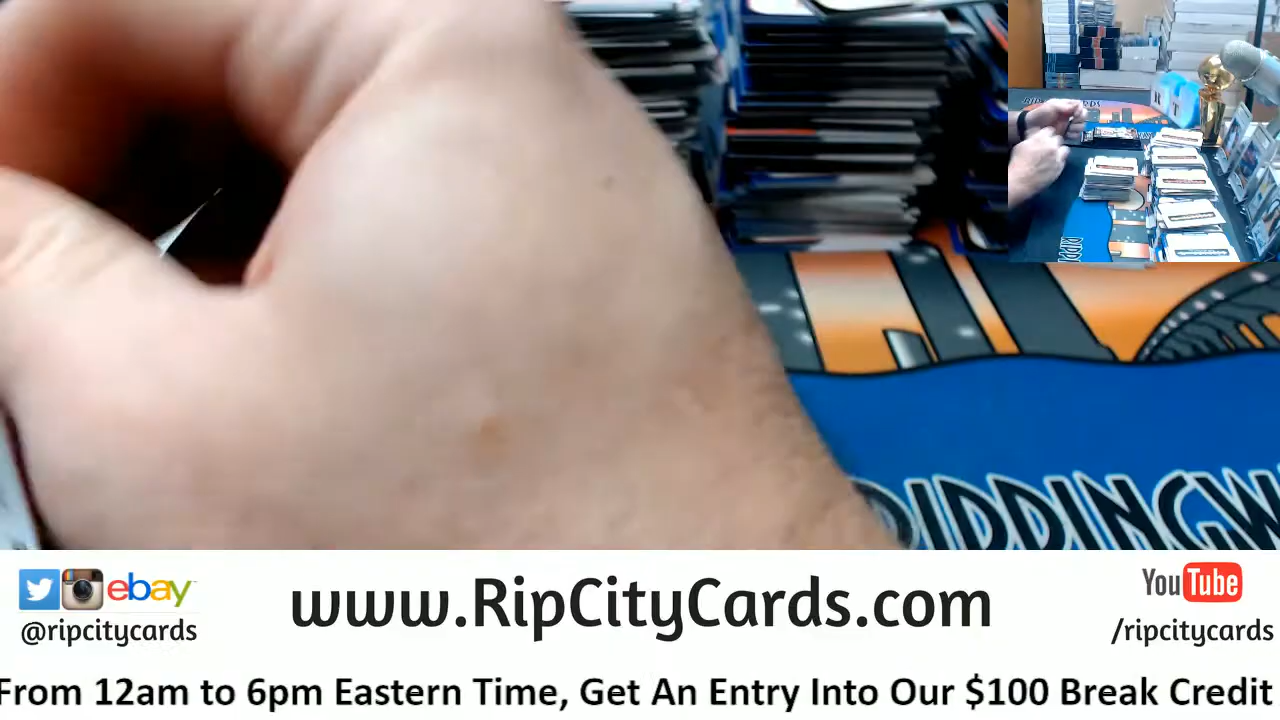 RIPPINGW
ebay
@ripcitycards
www.RipCityCards.com
YouTube
/ripcitycards
From 12am to 6pm Eastern Time, Get An Entry Into Our $100 Break Credit